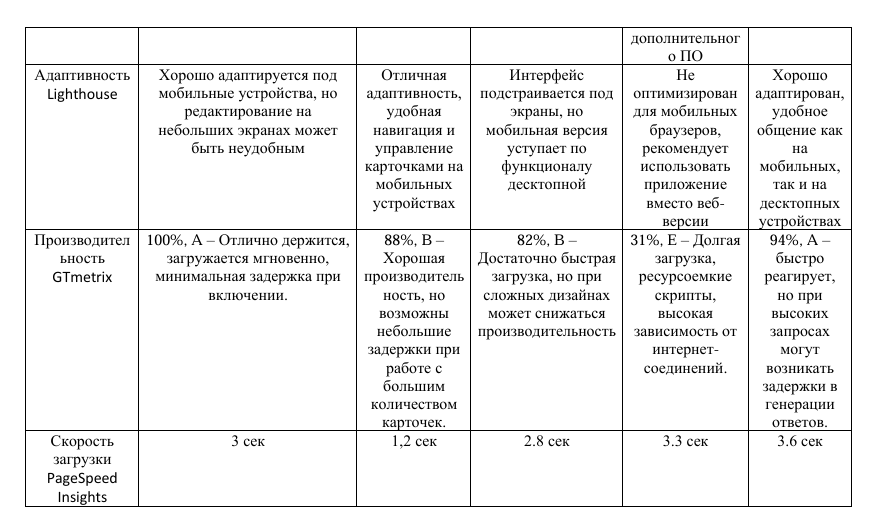 дополнительног
о ПО
Адаптивность
Lighthouse
Хорошо адаптируется под
мобильные устройства, но
редактирование на
небольших экранах может
быть неудобным
Отличная
адаптивность,
удобная
навигация и
управление
карточками на
мобильных
устройствах
Интерфейс
подстраивается под
экраны, но
мобильная версия
уступает по
функционалу
десктопной
Не
оптимизирован
для мобильных
браузеров,
рекомендует
использовать
приложение
вместо веб-
версии
Хорошо
адаптирован,
удобное
общение как
на
мобильных,
так и на
десктопных
устройствах
Производител
ьность
GTmetrix
100%, A – Отлично держится,
загружается мгновенно,
минимальная задержка при
включении.
88%, B –
Хорошая
производитель
ность, но
возможны
небольшие
задержки при
работе с
большим
количеством
карточек.
82%, B –
Достаточно быстрая
загрузка, но при
сложных дизайнах
может снижаться
производительность
31%, E – Долгая
загрузка,
ресурсоемкие
скрипты,
высокая
зависимость от
интернет-
соединений.
94%, A –
быстро
реагирует,
но при
высоких
запросах
могут
возникать
задержки в
генерации
ответов.
Скорость
загрузки
PageSpeed
Insights
3 сек
1,2 сек
2.8 сек
3.3 сек
3.6 сек